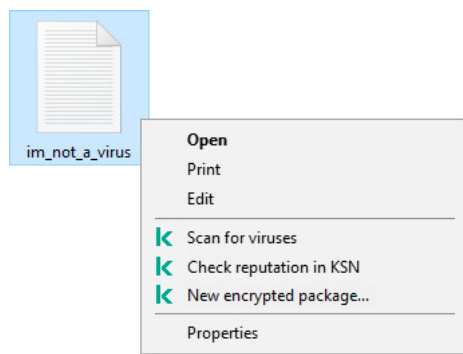 im_not_a_virus
Open
Print
Edit
Scan for viruses
Check reputation in KSN
New encrypted package...
Properties